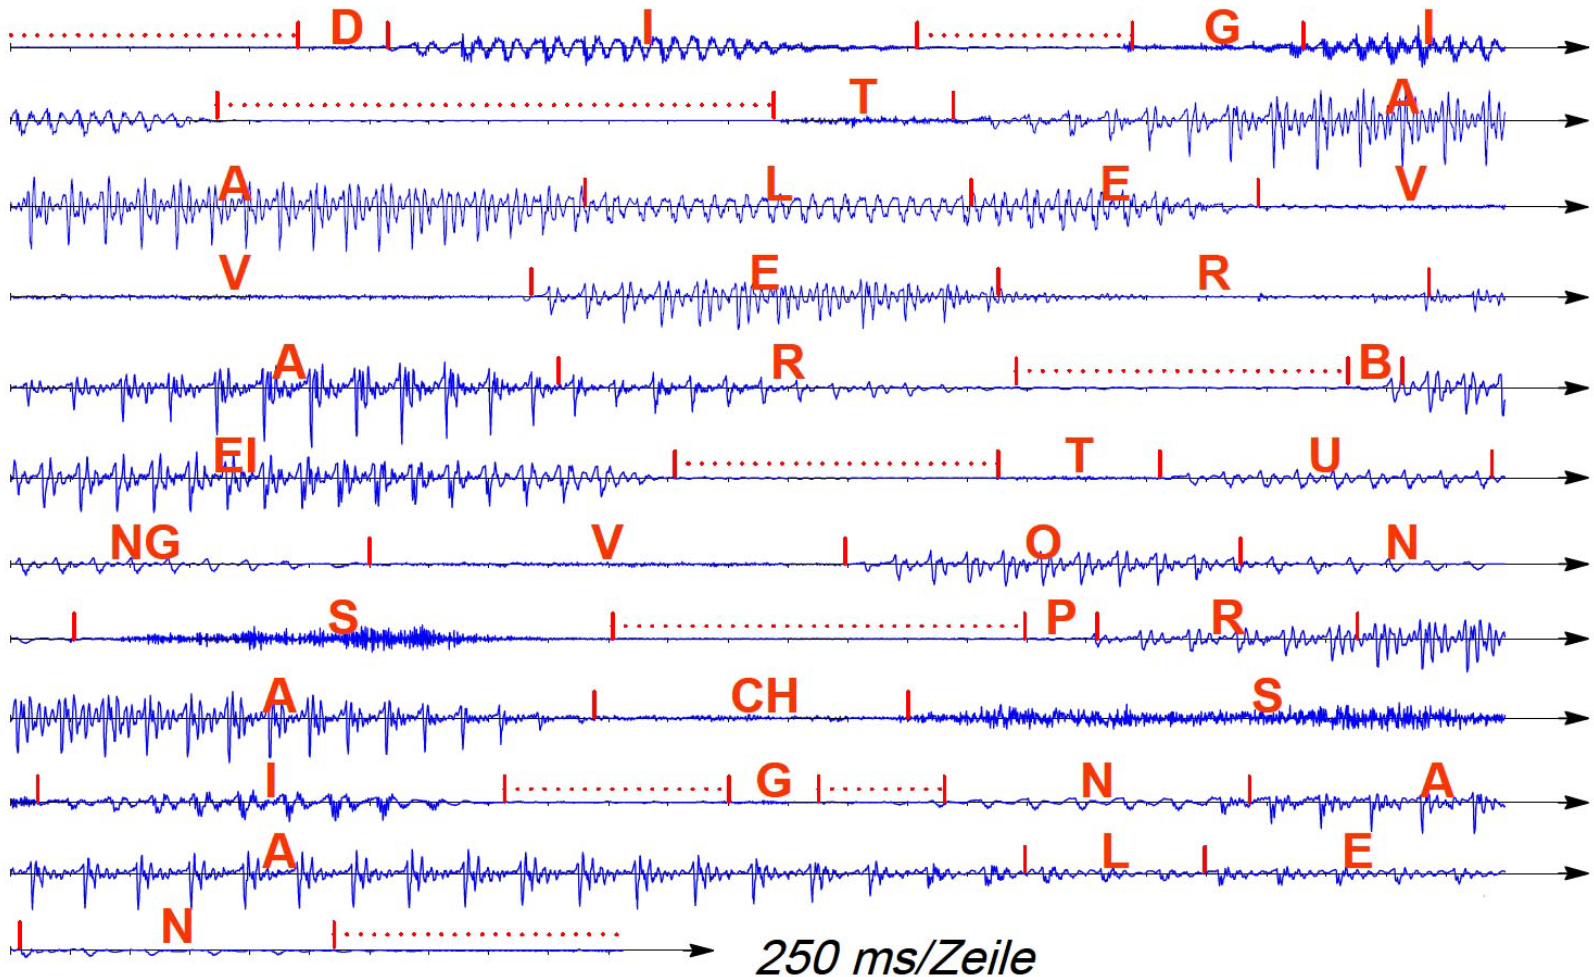 D I G I
T A
A L E V
V E R
A R B
EI T U
NG V O N
S P R
A CH S
I G N A
A L E
N 250 ms/Zeile